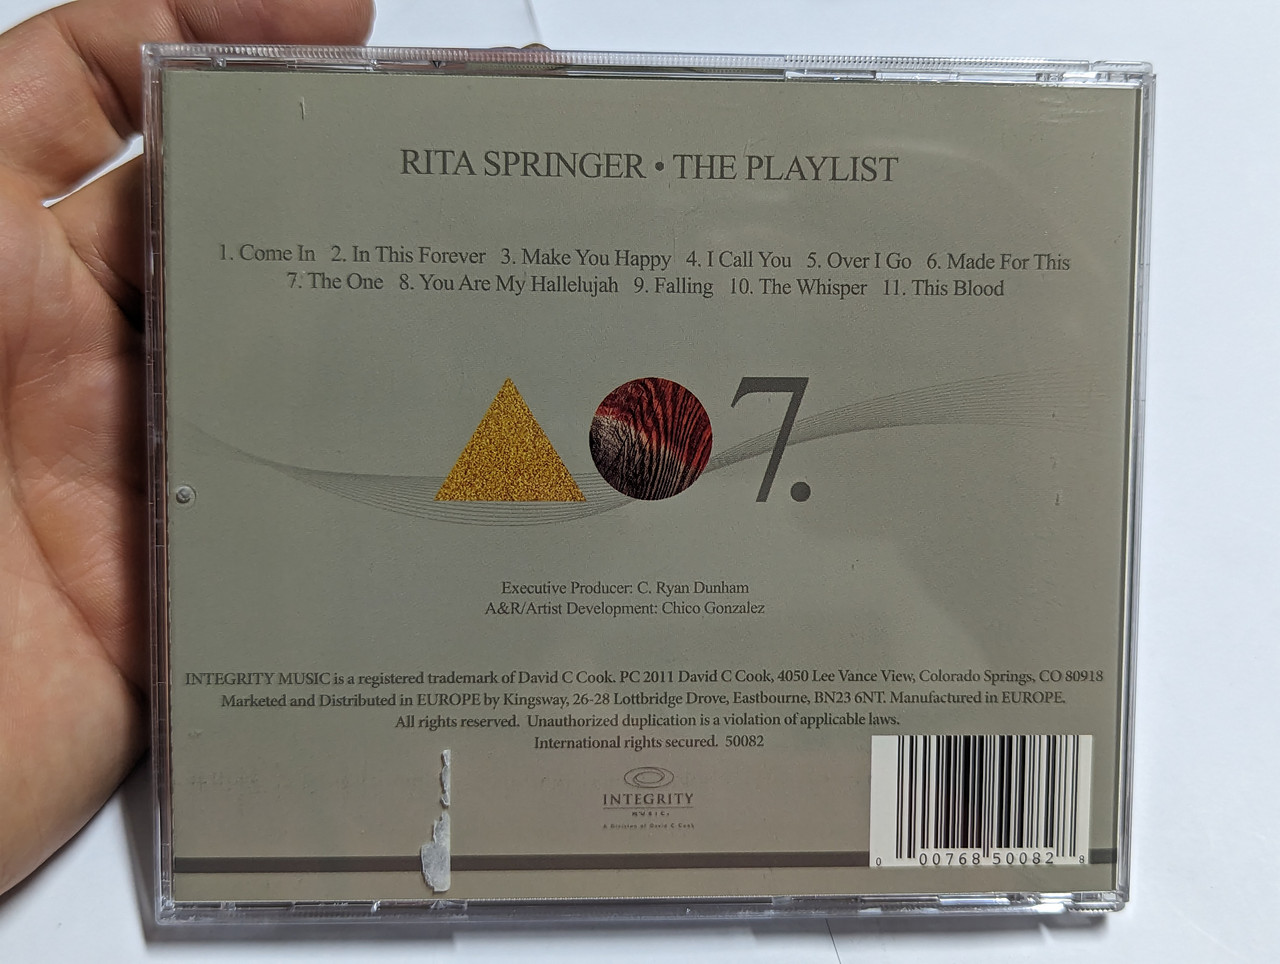 RITA SPRINGER • THE PLAYLIST
1. Come In 2. In This Forever 3. Make You Happy 4. I Call You 5. Over I Go 6. Made For This
7. The One 8. You Are My Hallelujah 9. Falling 10. The Whisper 11. This Blood
7.
Executive Producer: C. Ryan Dunham
A&R/Artist Development: Chico Gonzalez
INTEGRITY MUSIC is a registered trademark of David C Cook. PC 2011 David C Cook, 4050 Lee Vance View, Colorado Springs, CO 80918
Marketed and Distributed in EUROPE by Kingsway, 26-28 Lottbridge Drove, Eastbourne, BN23 6NT. Manufactured in EUROPE.
All rights reserved. Unauthorized duplication is a violation of applicable laws.
International rights secured. 50082
INTEGRITY
MUSIC
A Division of David C Cook
0 00768 50082 8